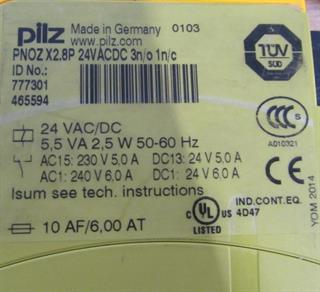 pilz Made in Germany 0103
www.pilz.com
PNOZ X2.8P 24VACDC 3n/o 1n/c
ID No.:
777301
465594
TÜV
SÜD
CCC S
A010321
24 VAC/DC
5,5 VA 2,5 W 50-60 Hz
AC15: 230 V 5.0 A DC13: 24 V 5.0 A
AC1: 240 V 6.0 A DC1: 24 V 6.0 A
Isum see tech. instructions
10 AF/6,00 AT
c UL US LISTED
IND.CONT.EQ.
4D47
YOM 2014